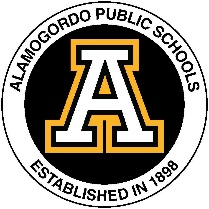 ALAMOGORDO PUBLIC SCHOOLS
A
ESTABLISHED IN 1898